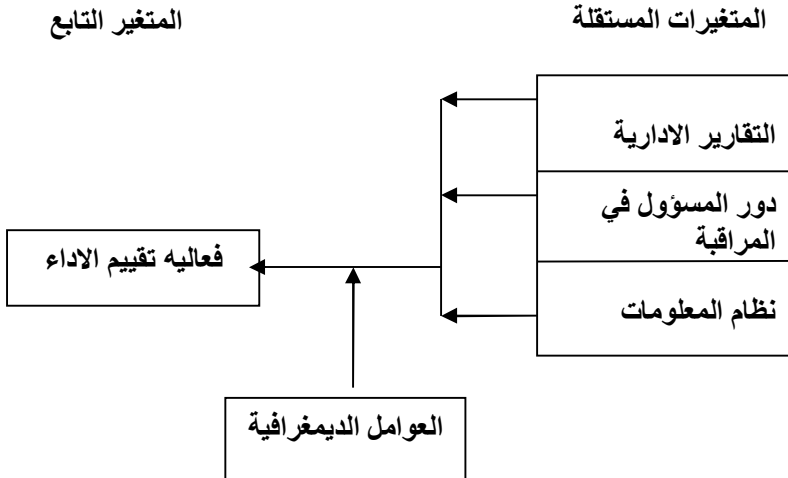 المتغيرات المستقلة
المتغير التابع
التقارير الادارية
دور المسؤول في
المراقبة
نظام المعلومات
فعاليه تقييم الاداء
العوامل الديمغرافية